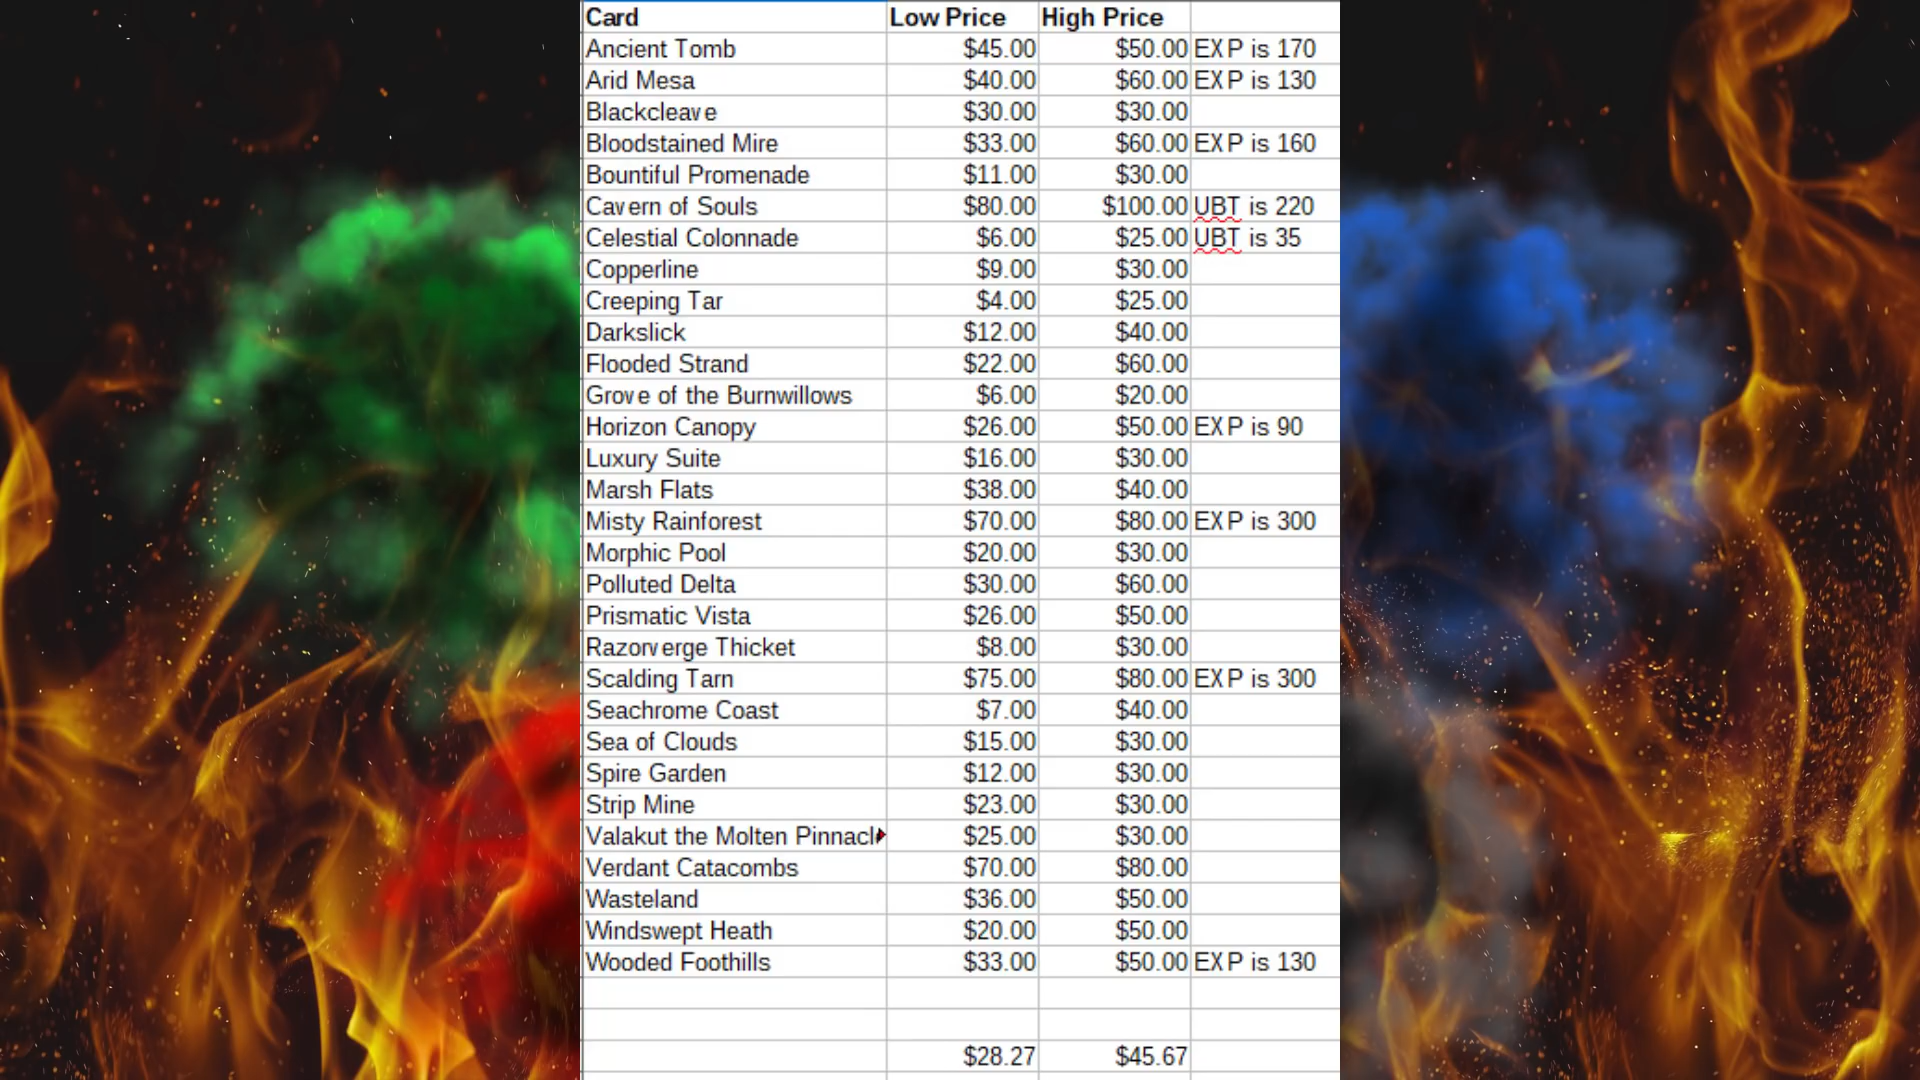 Card Low Price High Price
Ancient Tomb $45.00 $50.00 EXP is 170
Arid Mesa $40.00 $60.00 EXP is 130
Blackcleave $30.00 $30.00
Bloodstained Mire $33.00 $60.00 EXP is 160
Bountiful Promenade $11.00 $30.00
Cavern of Souls $80.00 $100.00 UBT is 220
Celestial Colonnade $6.00 $25.00 UBT is 35
Copperline $9.00 $30.00
Creeping Tar $4.00 $25.00
Darkslick $12.00 $40.00
Flooded Strand $22.00 $60.00
Grove of the Burnwillows $6.00 $20.00
Horizon Canopy $26.00 $50.00 EXP is 90
Luxury Suite $16.00 $30.00
Marsh Flats $38.00 $40.00
Misty Rainforest $70.00 $80.00 EXP is 300
Morphic Pool $20.00 $30.00
Polluted Delta $30.00 $60.00
Prismatic Vista $26.00 $50.00
Razorverge Thicket $8.00 $30.00
Scalding Tarn $75.00 $80.00 EXP is 300
Seachrome Coast $7.00 $40.00
Sea of Clouds $15.00 $30.00
Spire Garden $12.00 $30.00
Strip Mine $23.00 $30.00
Valakut the Molten Pinnacl $25.00 $30.00
Verdant Catacombs $70.00 $80.00
Wasteland $36.00 $50.00
Windswept Heath $20.00 $50.00
Wooded Foothills $33.00 $50.00 EXP is 130
$28.27 $45.67